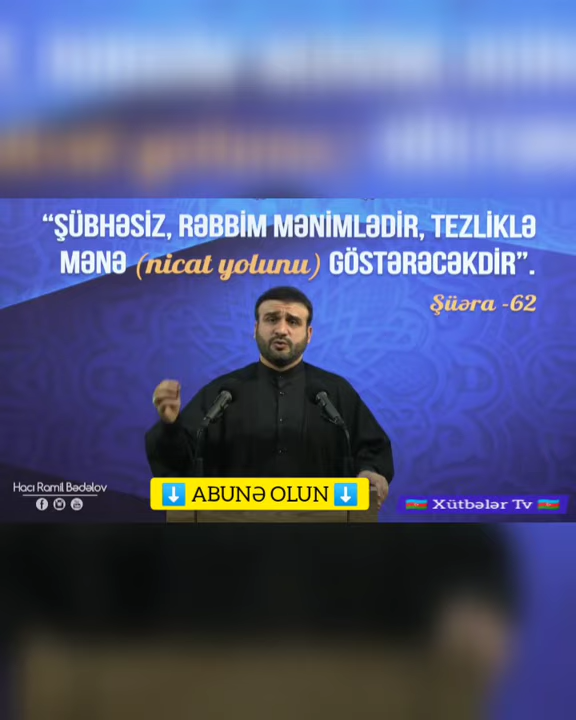 “ŞÜBHƏSİZ, RƏBBİM MƏNİMLƏDİR, TEZLİKLƏ
MƏNƏ (nicat yolunu) GÖSTƏRƏCƏKDİR”.
Şüəra -62
Hacı Ramil Bədəlov
ABUNƏ OLUN
Xütbələr Tv